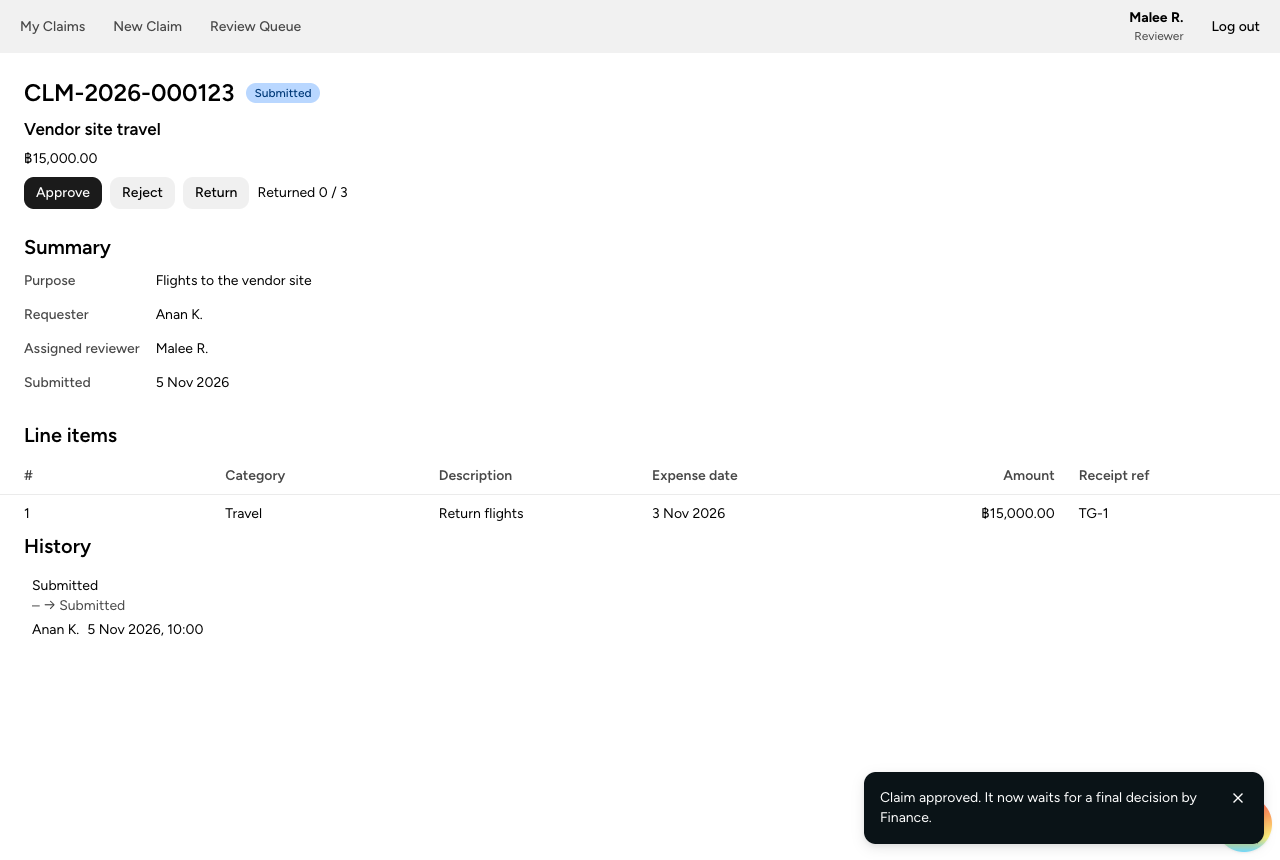 My Claims New Claim Review Queue Malee R. Log out
Reviewer
CLM-2026-000123 Submitted
Vendor site travel
฿15,000.00
Approve Reject Return Returned 0 / 3
Summary
Purpose Flights to the vendor site
Requester Anan K.
Assigned reviewer Malee R.
Submitted 5 Nov 2026
Line items
# Category Description Expense date Amount Receipt ref
1 Travel Return flights 3 Nov 2026 ฿15,000.00 TG-1
History
Submitted
– → Submitted
Anan K. 5 Nov 2026, 10:00
Claim approved. It now waits for a final decision by
Finance.